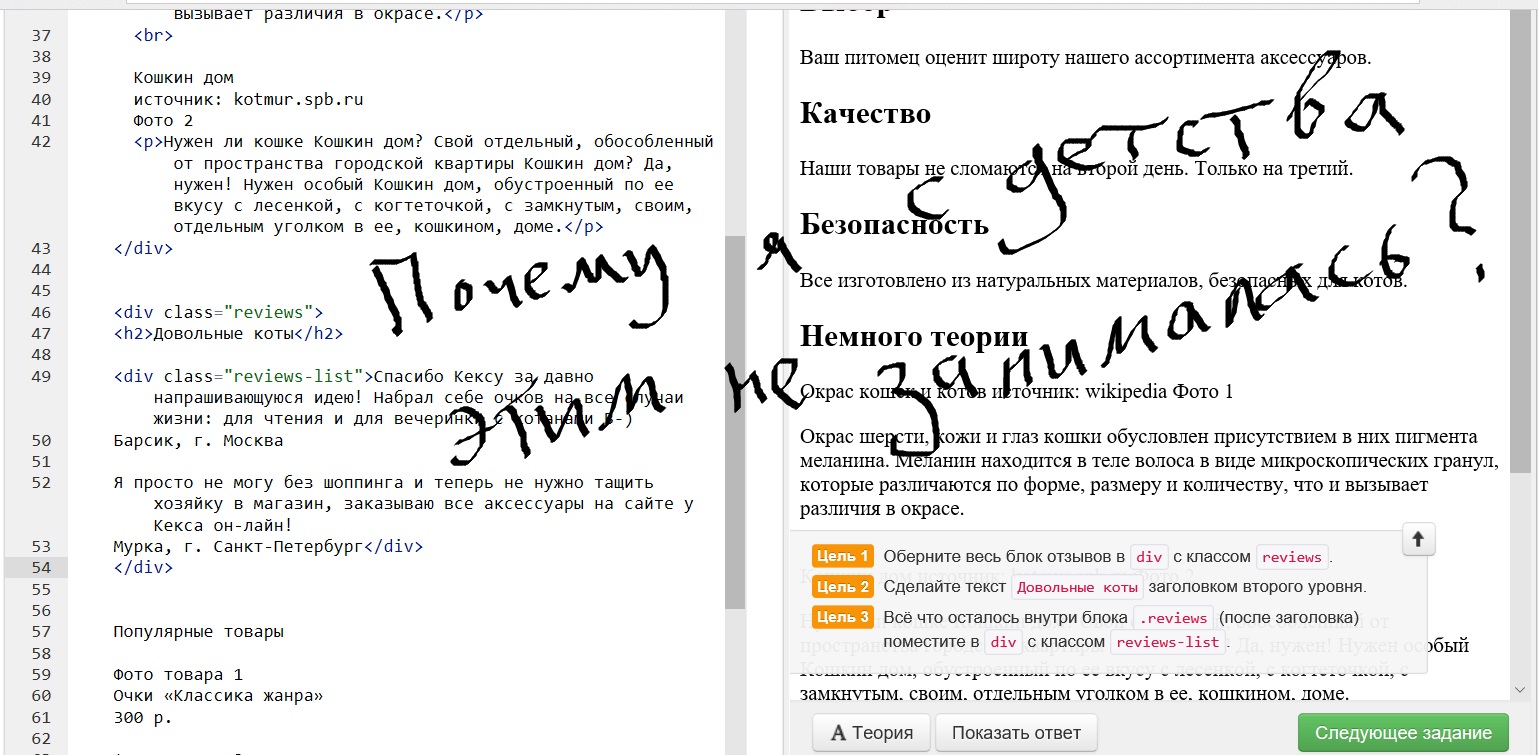 вызывает различия в окрасе.</p>
37 <br>
38
39 Кошкин дом
40 источник: kotmur.spb.ru
41 Фото 2
42 <p>Нужен ли кошке Кошкин дом? Свой отдельный, обособленный
от пространства городской квартиры Кошкин дом? Да,
нужен! Нужен особый Кошкин дом, обустроенный по ее
вкусу с лесенкой, с когтеточкой, с замкнутым, своим,
отдельным уголком в ее, кошкином, доме.</p>
43 </div>
44
45
46 <div class="reviews">
47 <h2>Довольные коты</h2>
48
49 <div class="reviews-list">Спасибо Кексу за давно
напрашивающуюся идею! Набрал себе очков на все случаи
жизни: для чтения и для вечеринки с котанами В-)
50 Барсик, г. Москва
51
52 Я просто не могу без шоппинга и теперь не нужно тащить
хозяйку в магазин, заказываю все аксессуары на сайте у
Кекса он-лайн!
53 Мурка, г. Санкт-Петербург</div>
54 </div>
55
56
57 Популярные товары
58
59 Фото товара 1
60 Очки «Классика жанра»
61 300 р.
62
Выбор
Ваш питомец оценит широту нашего ассортимента аксессуаров.
Качество
Наши товары не сломаются на второй день. Только на третий.
Безопасность
Все изготовлено из натуральных материалов, безопасных для котов.
Немного теории
Окрас кошек и котов источник: wikipedia Фото 1
Окрас шерсти, кожи и глаз кошки обусловлен присутствием в них пигмента
меланина. Меланин находится в теле волоса в виде микроскопических гранул,
которые различаются по форме, размеру и количеству, что и вызывает
различия в окрасе.
Цель 1 Оберните весь блок отзывов в div с классом reviews.
Цель 2 Сделайте текст Довольные коты заголовком второго уровня.
Цель 3 Всё что осталось внутри блока .reviews (после заголовка)
поместите в div с классом reviews-list.
Да, нужен! Нужен особый
Кошкин дом, обустроенный по ее вкусу с лесенкой, с когтеточкой, с
замкнутым, своим, отдельным уголком в ее, кошкином, доме.
A Теория Показать ответ Следующее задание
Почему я с детства
этим не занималась?